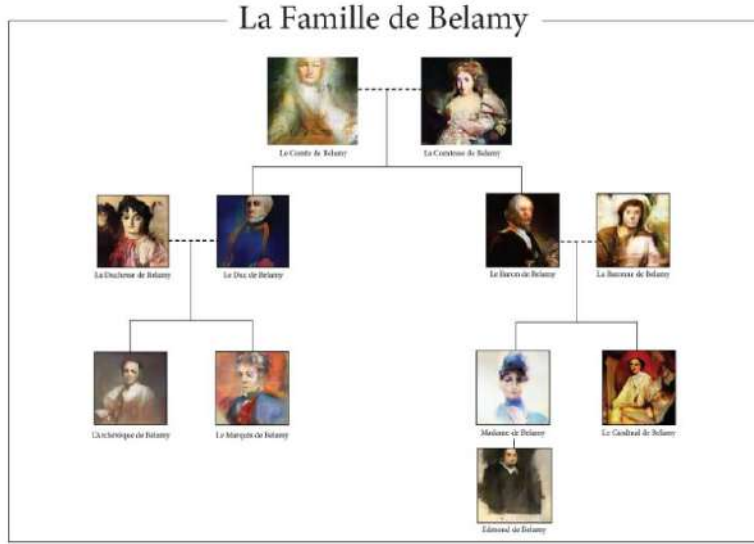 La Famille de Belamy
Le Comte de Belamy
La Comtesse de Belamy
La Duchesse de Belamy
Le Duc de Belamy
Le Baron de Belamy
La Baronne de Belamy
L'Archevêque de Belamy
Le Marquis de Belamy
Madame de Belamy
Le Cardinal de Belamy
Edmond de Belamy